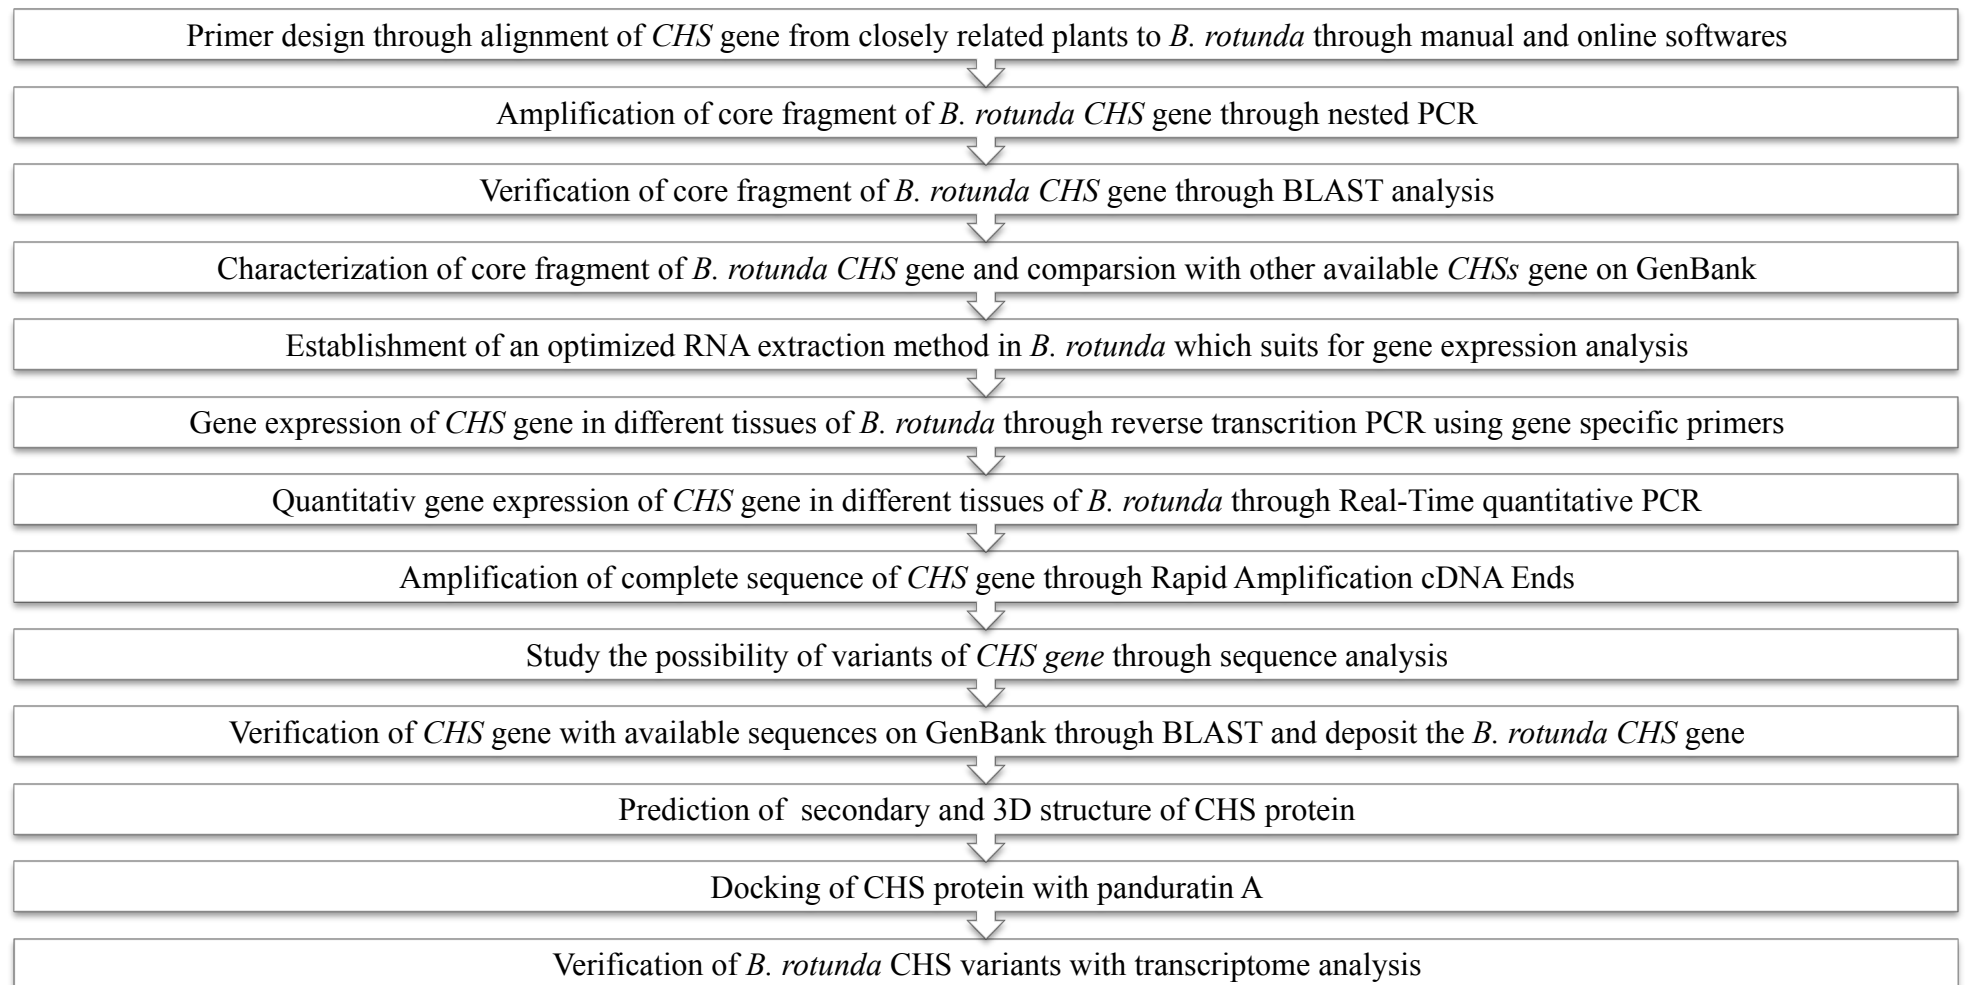 Primer design through alignment of CHS gene from closely related plants to B. rotunda through manual and online softwares
Amplification of core fragment of B. rotunda CHS gene through nested PCR
Verification of core fragment of B. rotunda CHS gene through BLAST analysis
Characterization of core fragment of B. rotunda CHS gene and comparsion with other available CHSs gene on GenBank
Establishment of an optimized RNA extraction method in B. rotunda which suits for gene expression analysis
Gene expression of CHS gene in different tissues of B. rotunda through reverse transcrition PCR using gene specific primers
Quantitativ gene expression of CHS gene in different tissues of B. rotunda through Real-Time quantitative PCR
Amplification of complete sequence of CHS gene through Rapid Amplification cDNA Ends
Study the possibility of variants of CHS gene through sequence analysis
Verification of CHS gene with available sequences on GenBank through BLAST and deposit the B. rotunda CHS gene
Prediction of  secondary and 3D structure of CHS protein
Docking of CHS protein with panduratin A
Verification of B. rotunda CHS variants with transcriptome analysis